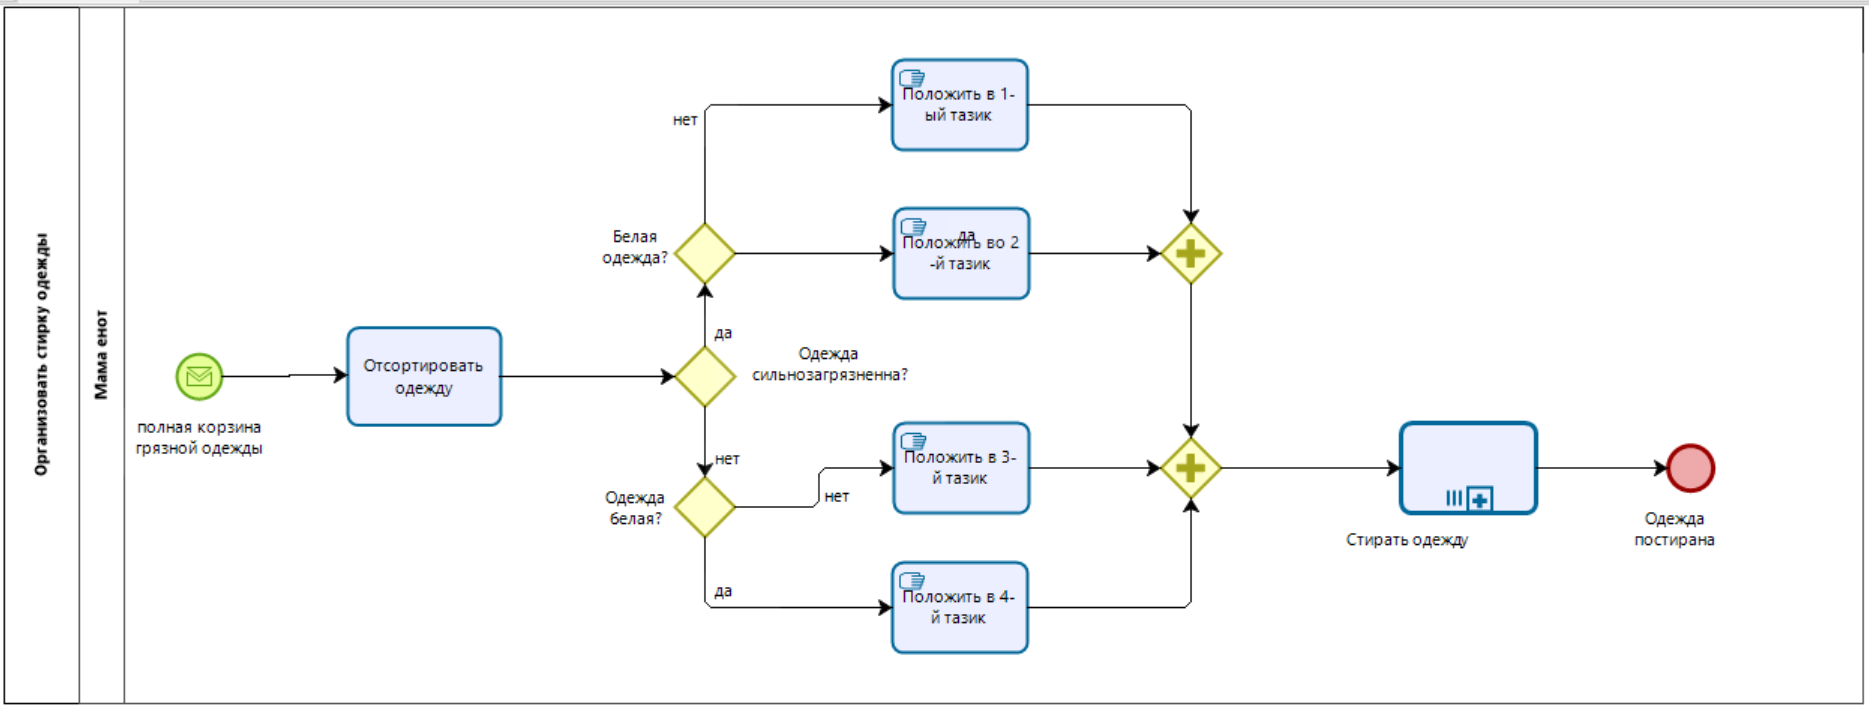 Организовать стирку одежды
Мама енот
полная корзина
грязной одежды
Отсортировать
одежду
Одежда
сильнозагрязненна?
да
нет
Белая
одежда?
нет
да
Положить в 1-
ый тазик
Положить во 2
-й тазик
Одежда
белая?
нет
да
Положить в 3-
й тазик
Положить в 4-
й тазик
Стирать одежду
Одежда
постирана